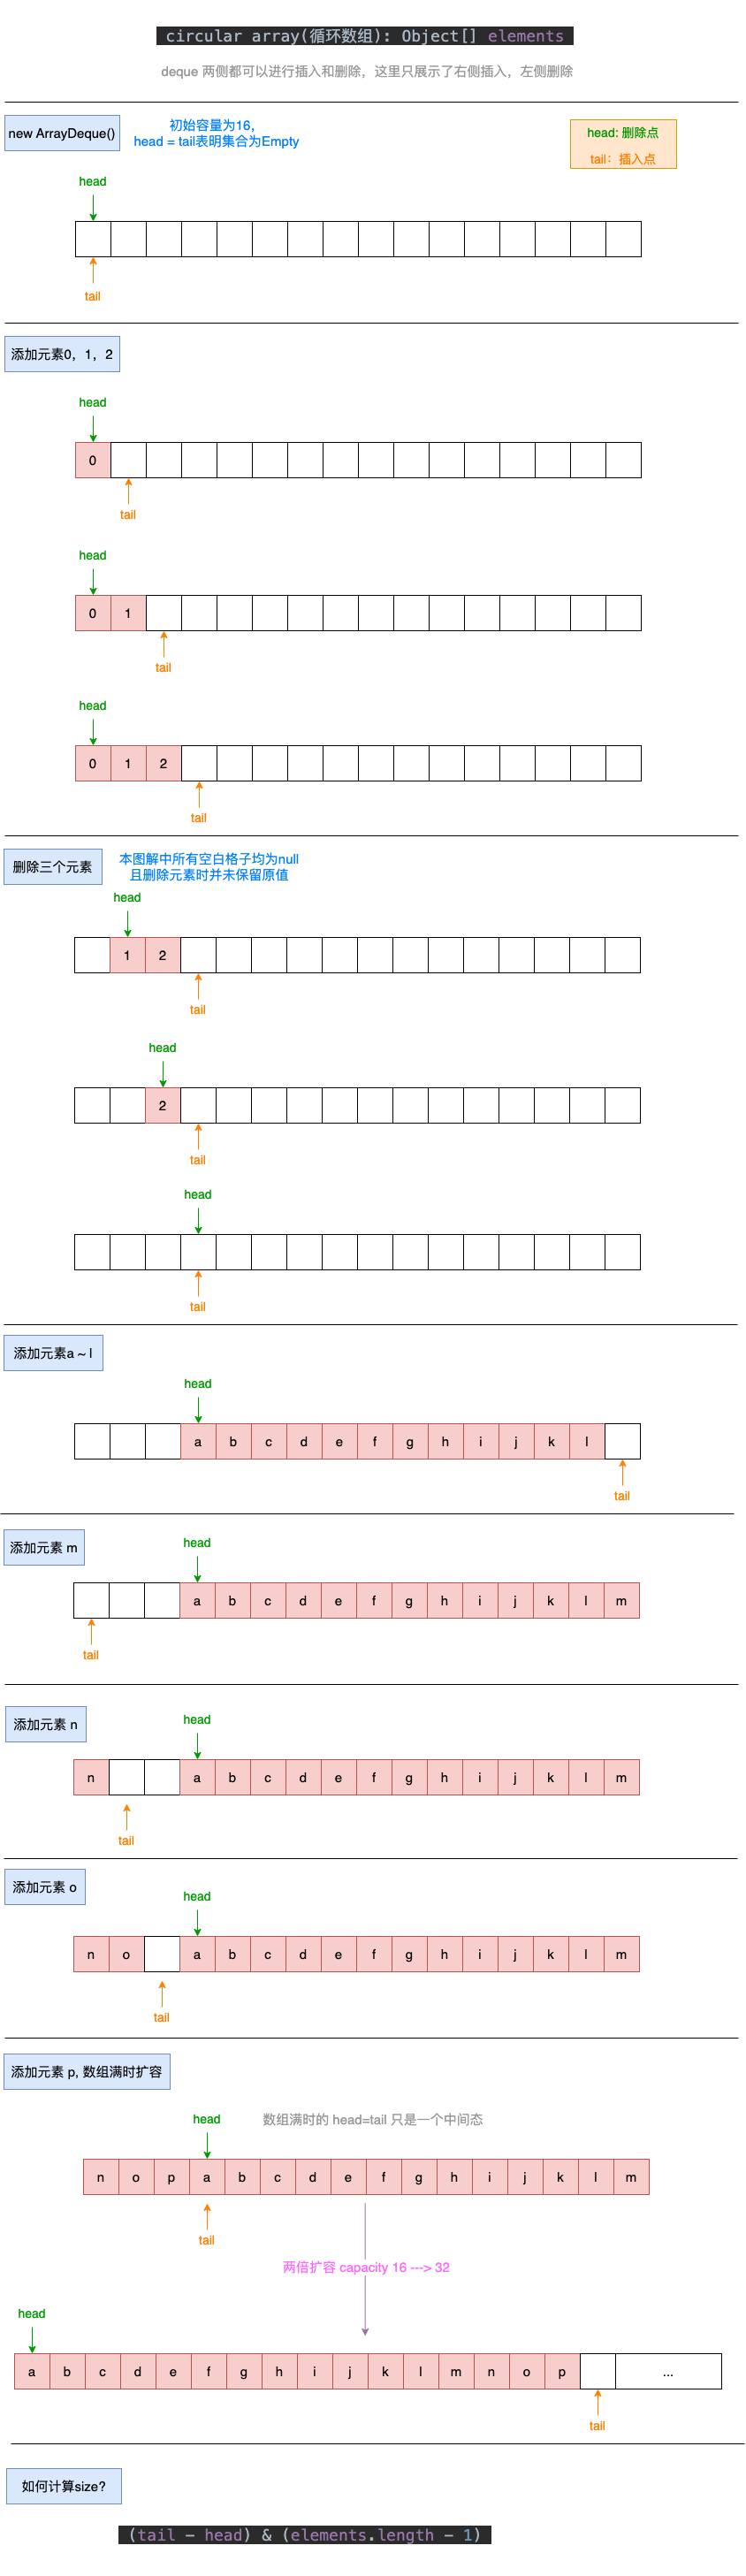 circular array(循环数组): Object[] elements
deque 两侧都可以进行插入和删除，这里只展示了右侧插入，左侧删除
new ArrayDeque()
初始容量为16，
head = tail表明集合为Empty
head: 删除点
tail：插入点
head
tail
添加元素0，1，2
head
0
tail
head
0 1
tail
head
0 1 2
tail
删除三个元素
本图解中所有空白格子均为null
且删除元素时并未保留原值
head
1 2
tail
head
2
tail
head
tail
添加元素a ~ l
head
a b c d e f g h i j k l
tail
添加元素 m
head
a b c d e f g h i j k l m
tail
添加元素 n
head
n a b c d e f g h i j k l m
tail
添加元素 o
head
n o a b c d e f g h i j k l m
tail
添加元素 p, 数组满时扩容
数组满时的 head=tail 只是一个中间态
head
n o p a b c d e f g h i j k l m
tail
两倍扩容 capacity 16 ---> 32
head
a b c d e f g h i j k l m n o p ...
tail
如何计算size?
(tail - head) & (elements.length - 1)